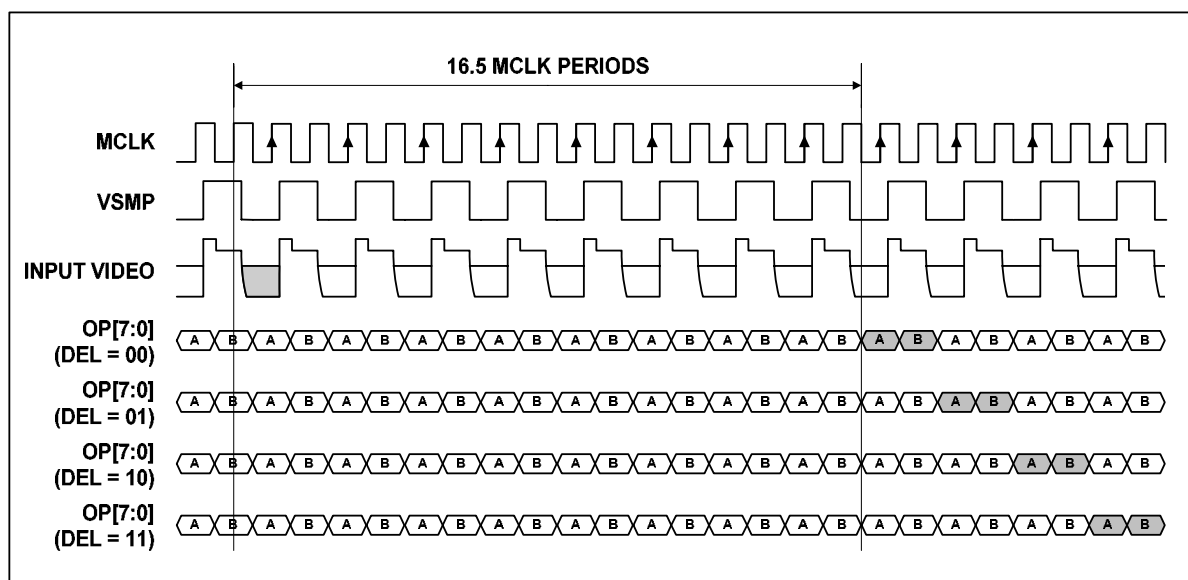 16.5 MCLK PERIODS
MCLK
VSMP
INPUT VIDEO
OP[7:0]
(DEL = 00)
A B A B A B A B A B A B A B A B A B A B A B A B A B
OP[7:0]
(DEL = 01)
A B A B A B A B A B A B A B A B A B A B A B A B A B
OP[7:0]
(DEL = 10)
A B A B A B A B A B A B A B A B A B A B A B A B A B
OP[7:0]
(DEL = 11)
A B A B A B A B A B A B A B A B A B A B A B A B A B